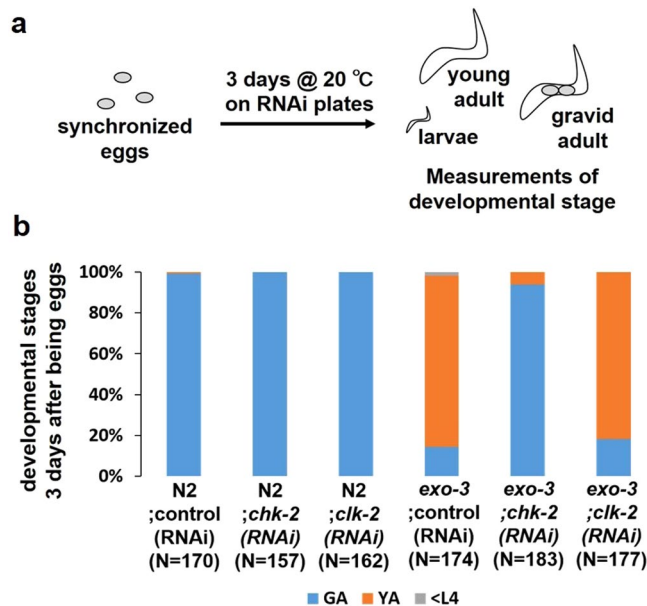 a
3 days @ 20 ℃
on RNAi plates
synchronized
eggs
young
adult
larvae
gravid
adult
Measurements of
developmental stage
b
developmental stages
3 days after being eggs
100%
80%
60%
40%
20%
0%
N2
;control
(RNAi)
(N=170)
N2
;chk-2
(RNAi)
(N=157)
N2
;clk-2
(RNAi)
(N=162)
exo-3
;control
(RNAi)
(N=174)
exo-3
;chk-2
(RNAi)
(N=183)
exo-3
;clk-2
(RNAi)
(N=177)
GA YA <L4